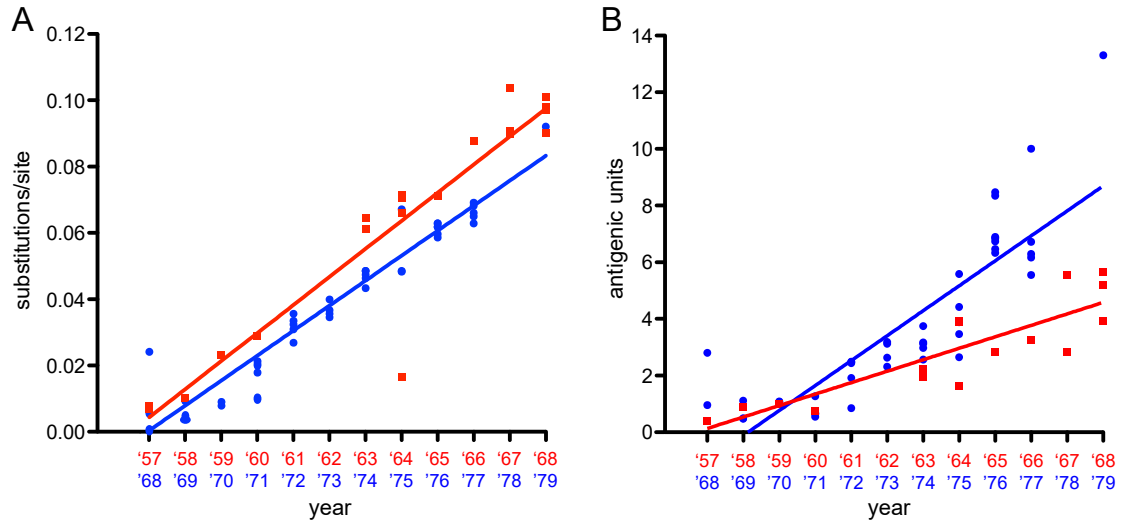 A
substitutions/site
0.12
0.10
0.08
0.06
0.04
0.02
0.00
‘57 ‘58 ‘59 ‘60 ‘61 ‘62 ‘63 ‘64 ‘65 ‘66 ‘67 ‘68
’68 ’69 ’70 ’71 ’72 ’73 ’74 ’75 ’76 ’77 ’78 ’79
year
B
antigenic units
14
12
10
8
6
4
2
0
‘57 ‘58 ‘59 ‘60 ‘61 ‘62 ‘63 ‘64 ‘65 ‘66 ‘67 ‘68
’68 ’69 ’70 ’71 ’72 ’73 ’74 ’75 ’76 ’77 ’78 ’79
year